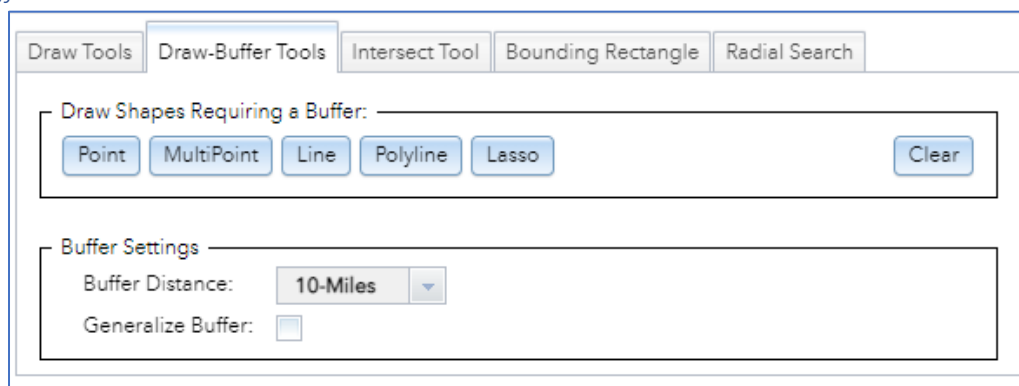 Draw Tools Draw-Buffer Tools Intersect Tool Bounding Rectangle Radial Search
Draw Shapes Requiring a Buffer:
Point MultiPoint Line Polyline Lasso Clear
Buffer Settings
Buffer Distance: 10-Miles
Generalize Buffer: